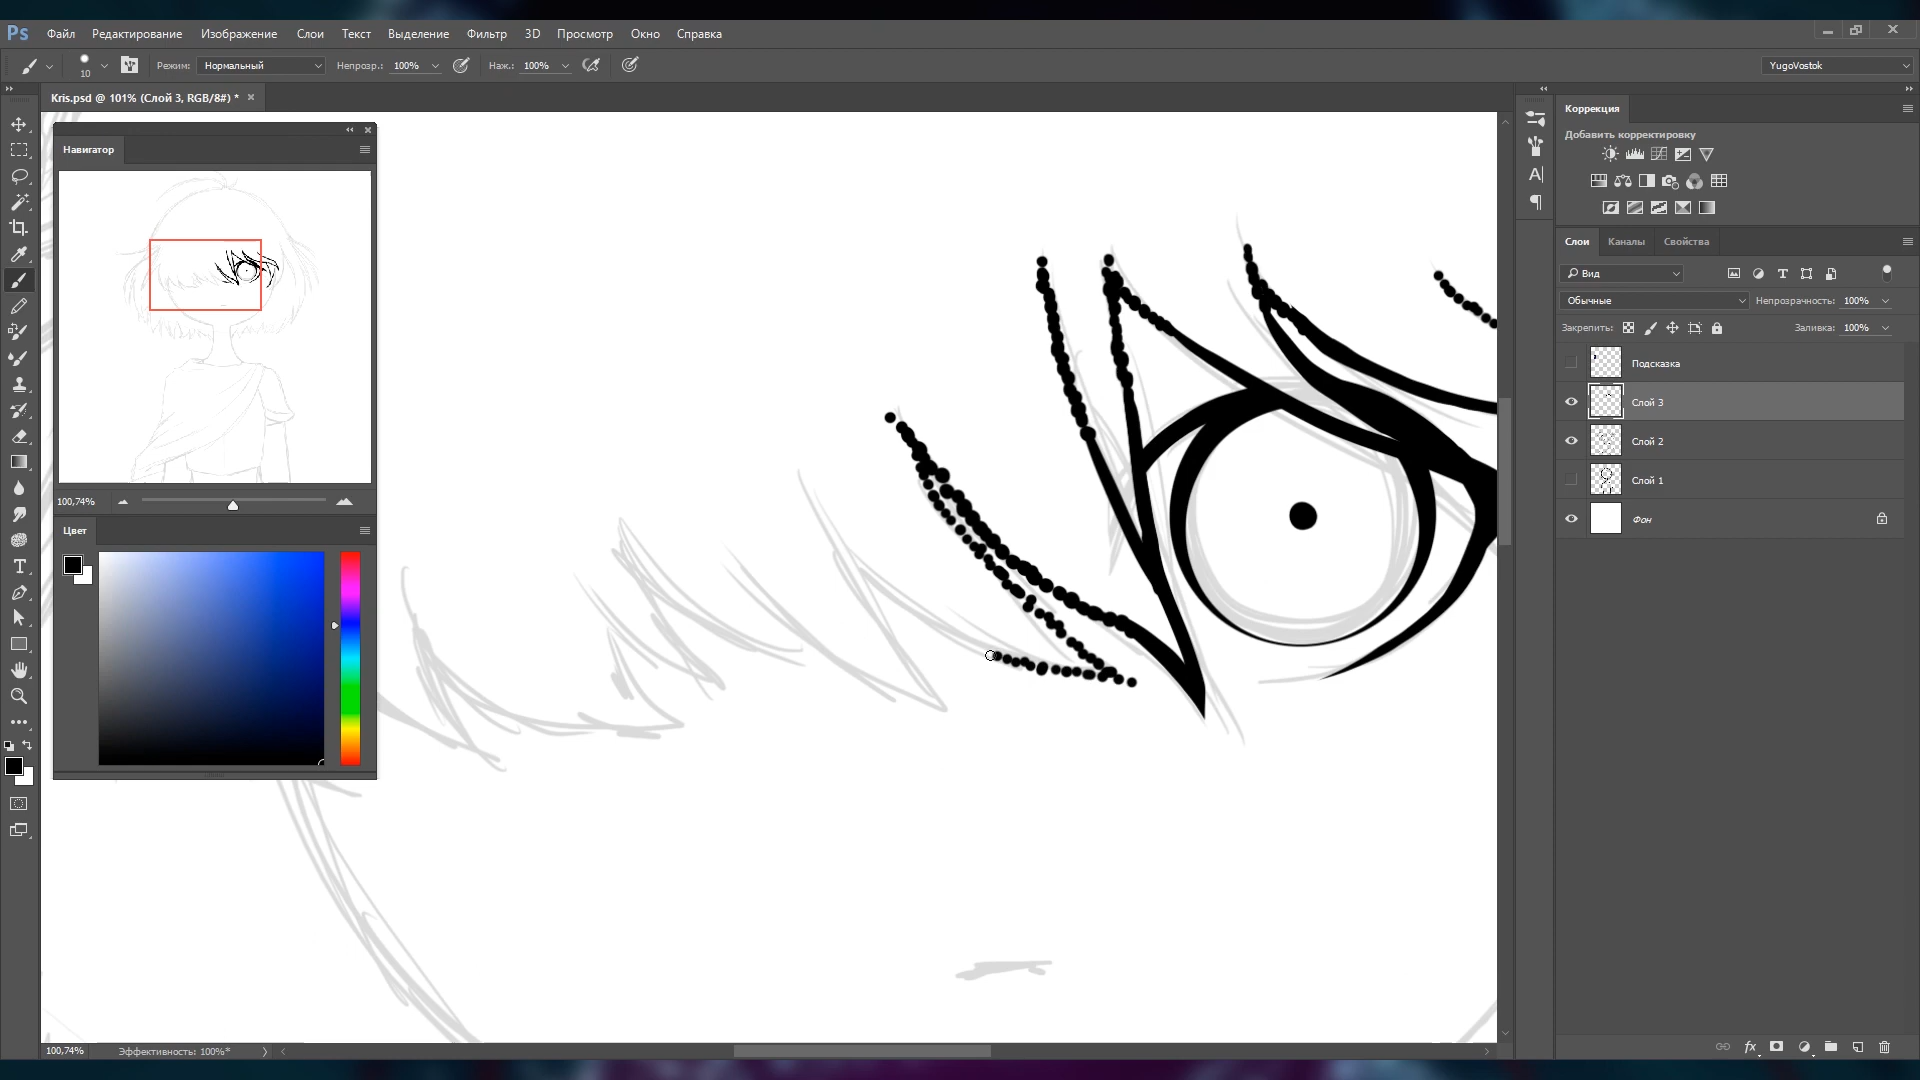 Ps Файл Редактирование Изображение Слои Текст Выделение Фильтр 3D Просмотр Окно Справка
10 Режим: Нормальный Непрозр.: 100% Наж.: 100% YugoVostok
Kris.psd @ 101% (Слой 3, RGB/8#) *
Навигатор
100,74%
Цвет
Коррекция
Добавить корректировку
Слои Каналы Свойства
Вид
Обычные Непрозрачность: 100%
Закрепить: Заливка: 100%
Подсказка
Слой 3
Слой 2
Слой 1
Фон
100,74% Эффективность: 100%*